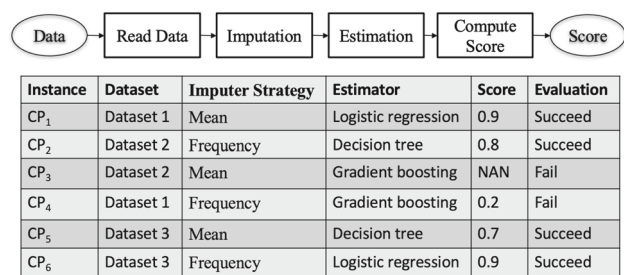 Data Read Data Imputation Estimation Compute Score Score
Instance Dataset Imputer Strategy Estimator Score Evaluation
CP1 Dataset 1 Mean Logistic regression 0.9 Succeed
CP2 Dataset 2 Frequency Decision tree 0.8 Succeed
CP3 Dataset 2 Mean Gradient boosting NAN Fail
CP4 Dataset 1 Frequency Gradient boosting 0.2 Fail
CP5 Dataset 3 Mean Decision tree 0.7 Succeed
CP6 Dataset 3 Frequency Logistic regression 0.9 Succeed